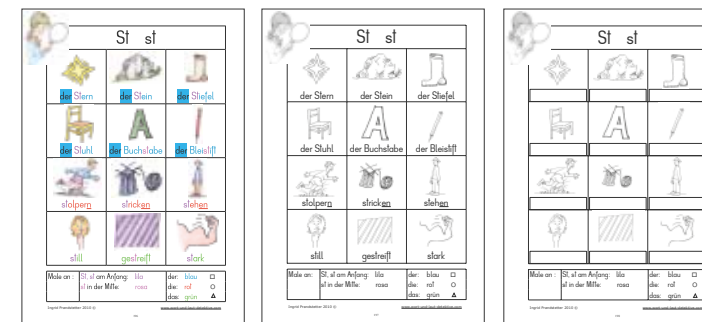 St st
der Stern der Stein der Stiefel
der Stuhl der Buchstabe der Bleistift
stolpern stricken stehen
still gestreift stark
Male an : St, st am Anfang: lila der: blau
st in der Mitte: rosa die: rot
das: grün
Ingrid Prandstetter 2010 ©
St st
der Stern der Stein der Stiefel
der Stuhl der Buchstabe der Bleistift
stolpern stricken stehen
still gestreift stark
Male an : St, st am Anfang: lila der: blau
st in der Mitte: rosa die: rot
das: grün
Ingrid Prandstetter 2010 ©
St st
A
Male an : St, st am Anfang: lila der: blau
st in der Mitte: rosa die: rot
das: grün
Ingrid Prandstetter 2010 ©